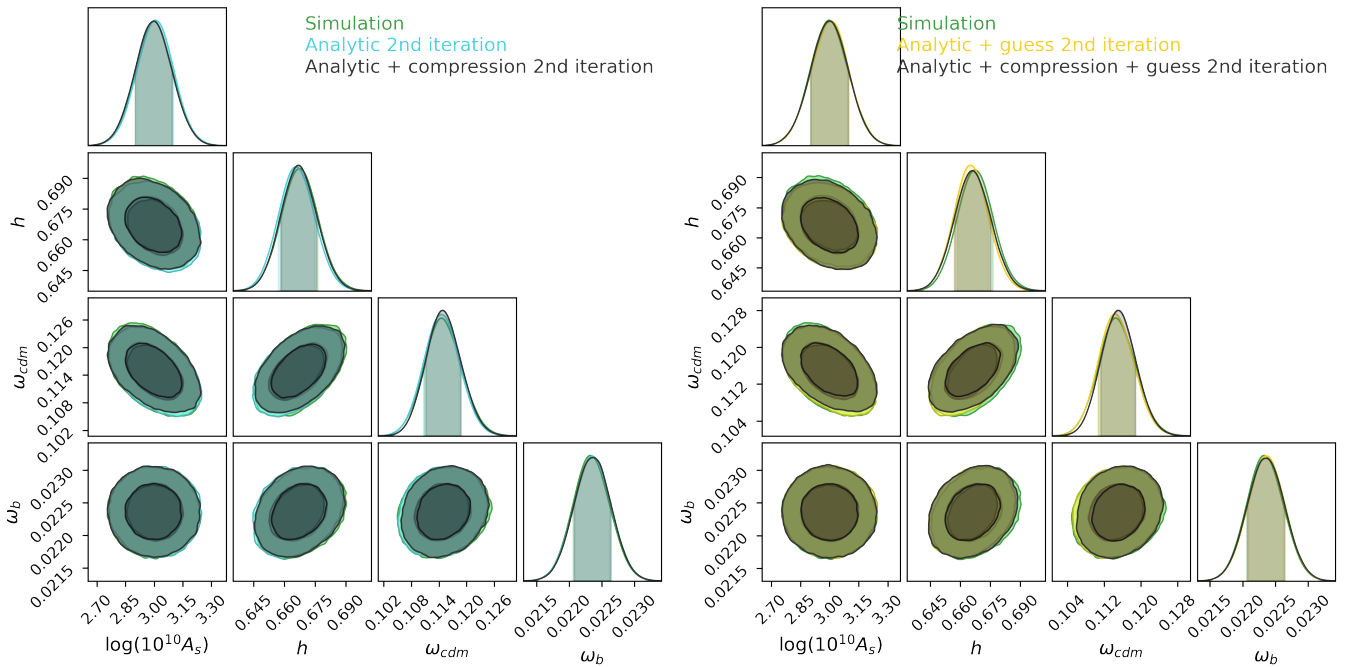 Simulation
Analytic 2nd iteration
Analytic + compression 2nd iteration
h
0.690
0.675
0.660
0.645
ω_cdm
0.126
0.120
0.114
0.108
0.102
ω_b
0.0230
0.0225
0.0220
0.0215
2.70 2.85 3.00 3.15 3.30
log(10^10 A_s)
0.645 0.660 0.675 0.690
h
0.102 0.108 0.114 0.120 0.126
ω_cdm
0.0215 0.0220 0.0225 0.0230
ω_b
Simulation
Analytic + guess 2nd iteration
Analytic + compression + guess 2nd iteration
h
0.690
0.675
0.660
0.645
ω_cdm
0.128
0.120
0.112
0.104
ω_b
0.0230
0.0225
0.0220
0.0215
2.70 2.85 3.00 3.15 3.30
log(10^10 A_s)
0.645 0.660 0.675 0.690
h
0.104 0.112 0.120 0.128
ω_cdm
0.0215 0.0220 0.0225 0.0230
ω_b